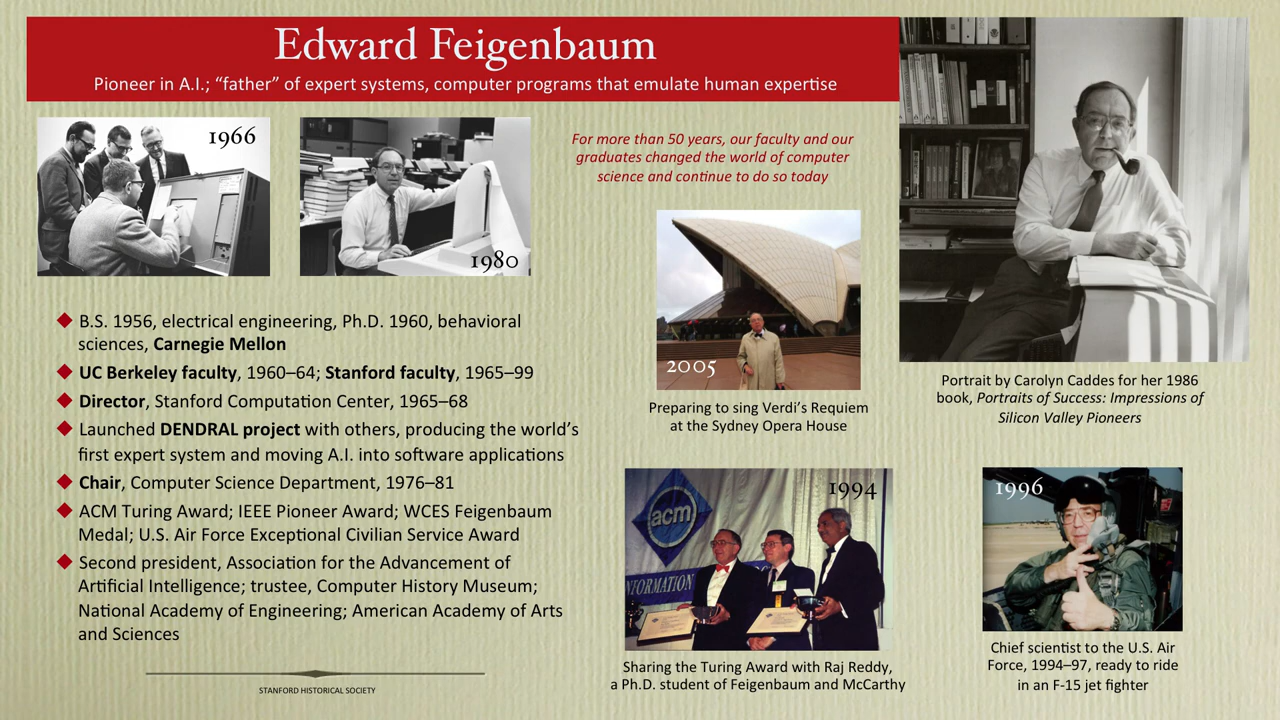 Edward Feigenbaum
Pioneer in A.I.; “father” of expert systems, computer programs that emulate human expertise
1966
1980
For more than 50 years, our faculty and our
graduates changed the world of computer
science and continue to do so today
2005
Preparing to sing Verdi’s Requiem
at the Sydney Opera House
Portrait by Carolyn Caddes for her 1986
book, Portraits of Success: Impressions of
Silicon Valley Pioneers
◆ B.S. 1956, electrical engineering, Ph.D. 1960, behavioral
sciences, Carnegie Mellon
◆ UC Berkeley faculty, 1960–64; Stanford faculty, 1965–99
◆ Director, Stanford Computation Center, 1965–68
◆ Launched DENDRAL project with others, producing the world’s
first expert system and moving A.I. into software applications
◆ Chair, Computer Science Department, 1976–81
◆ ACM Turing Award; IEEE Pioneer Award; WCES Feigenbaum
Medal; U.S. Air Force Exceptional Civilian Service Award
◆ Second president, Association for the Advancement of
Artificial Intelligence; trustee, Computer History Museum;
National Academy of Engineering; American Academy of Arts
and Sciences
STANFORD HISTORICAL SOCIETY
1994
acm
NFORMATION
Sharing the Turing Award with Raj Reddy,
a Ph.D. student of Feigenbaum and McCarthy
1996
Chief scientist to the U.S. Air
Force, 1994–97, ready to ride
in an F-15 jet fighter